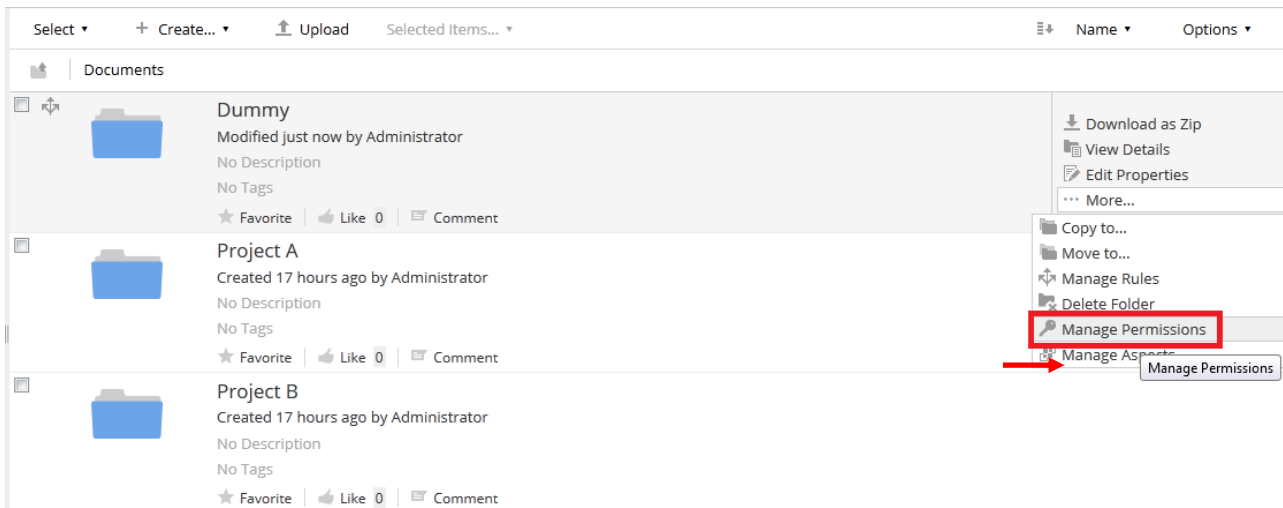 Select Create... Upload Selected Items... Name Options
Documents
Dummy
Modified just now by Administrator
No Description
No Tags
Favorite Like 0 Comment
Download as Zip
View Details
Edit Properties
More...
Copy to...
Move to...
Manage Rules
Delete Folder
Manage Permissions
Manage Aspects
Manage Permissions
Project A
Created 17 hours ago by Administrator
No Description
No Tags
Favorite Like 0 Comment
Project B
Created 17 hours ago by Administrator
No Description
No Tags
Favorite Like 0 Comment